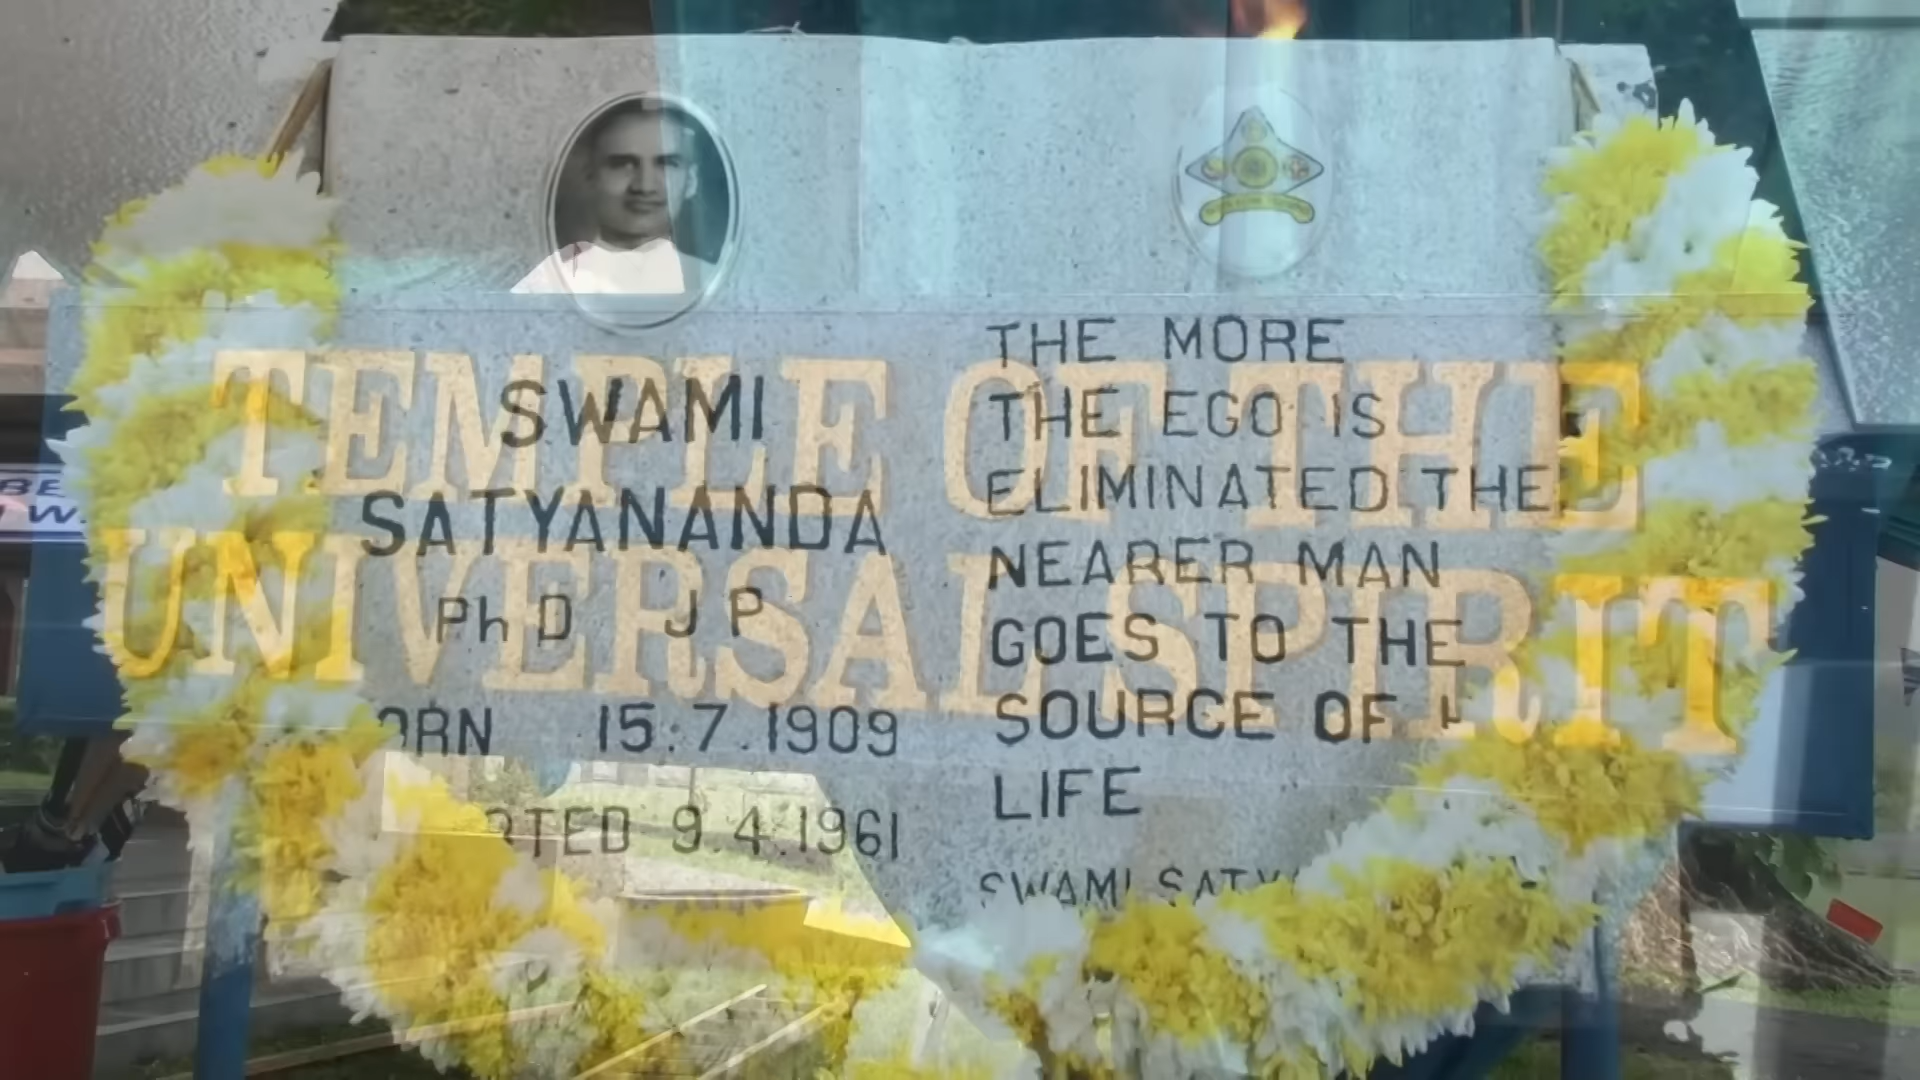 SWAMI
SATYANANDA
PhD J P
15.7.1909
9.4.1961
THE MORE
THE EGO IS
ELIMINATED THE
NEARER MAN
GOES TO THE
SOURCE OF
LIFE
SWAMI
TEMPLE OF THE
UNIVERSAL SPIRIT